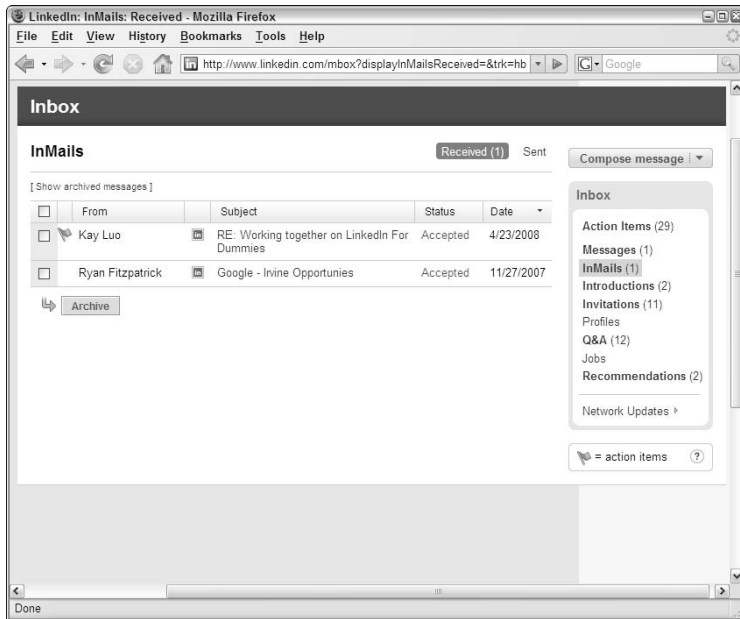 LinkedIn: InMails: Received - Mozilla Firefox
File Edit View History Bookmarks Tools Help
in http://www.linkedin.com/mbox?displayInMailsReceived=&trk=hb G Google
Inbox
InMails Received (1) Sent Compose message
[ Show archived messages ]
Inbox
From Subject Status Date
Action Items (29)
Kay Luo in RE: Working together on LinkedIn For Accepted 4/23/2008
Dummies
Messages (1)
InMails (1)
Ryan Fitzpatrick in Google - Irvine Opportunies Accepted 11/27/2007
Introductions (2)
Archive
Invitations (11)
Profiles
Q&A (12)
Jobs
Recommendations (2)
Network Updates
= action items ?
Done